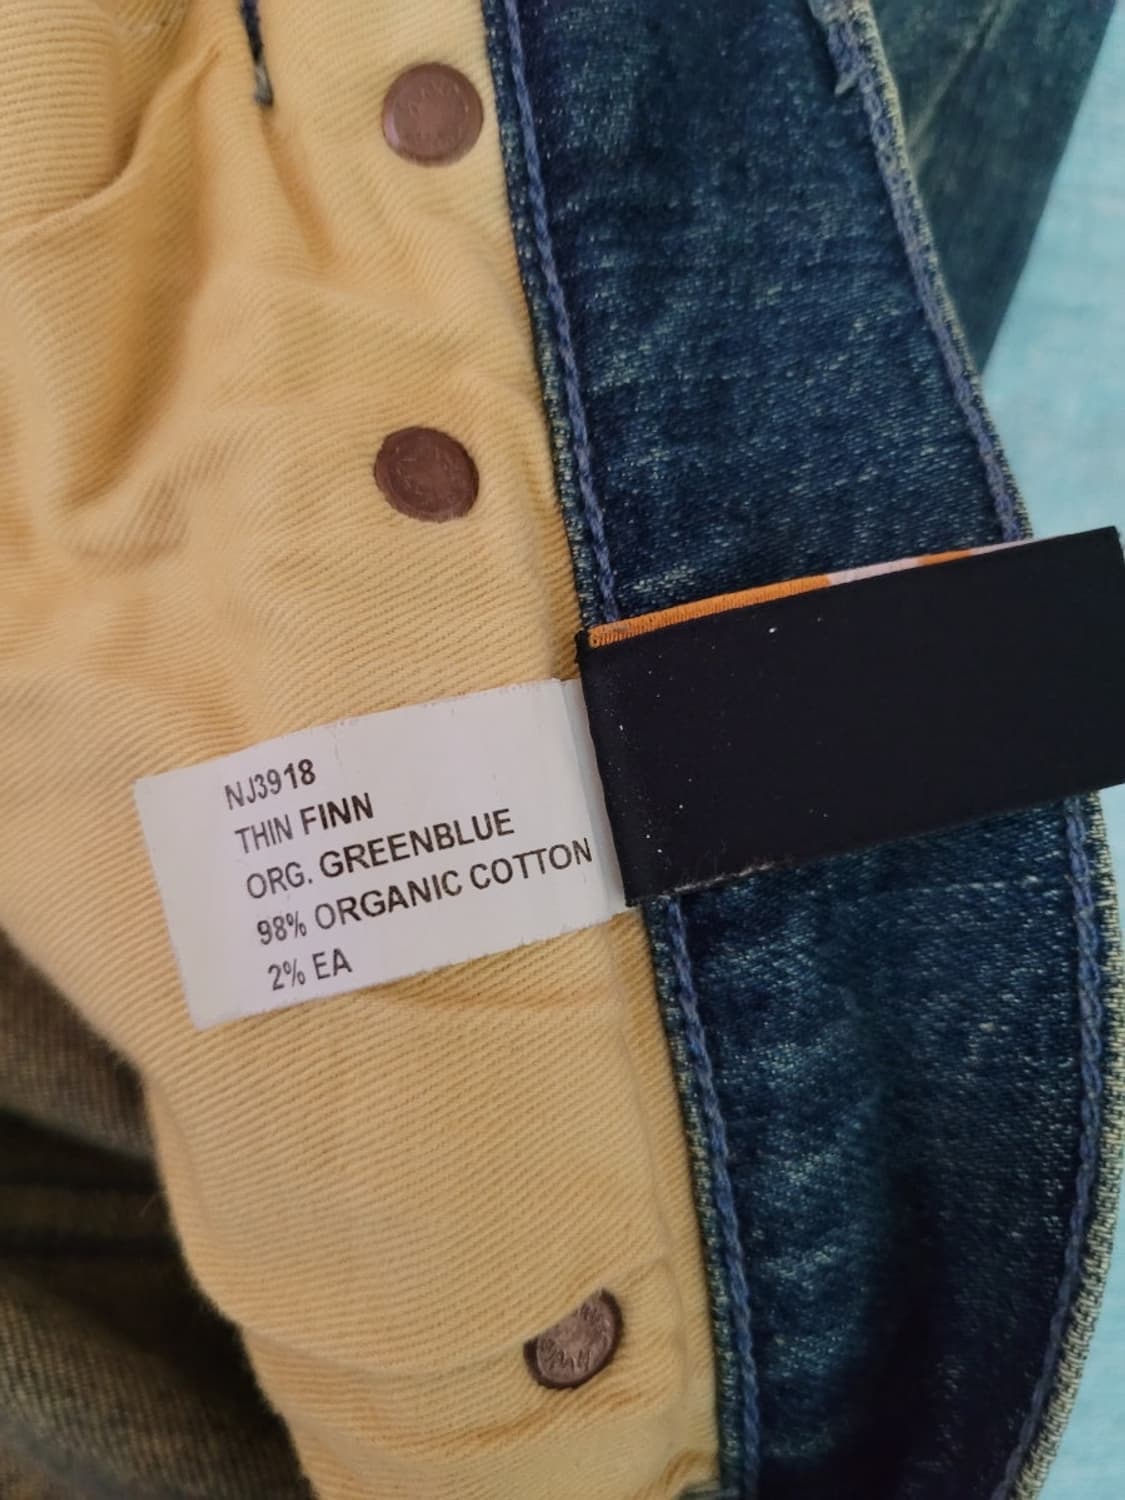 NJ3918
THIN FINN
ORG. GREENBLUE
98% ORGANIC COTTON
2% EA